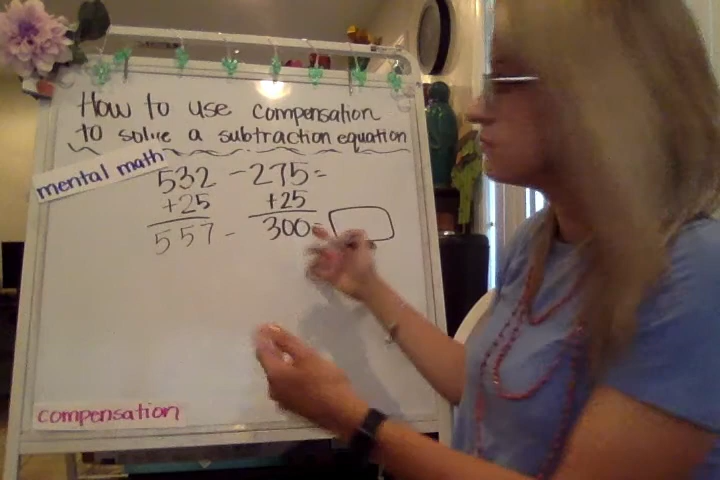 How to use compensation
to solve a subtraction equation
mental math
532 - 275 =
+25 +25
557 - 300 =
compensation